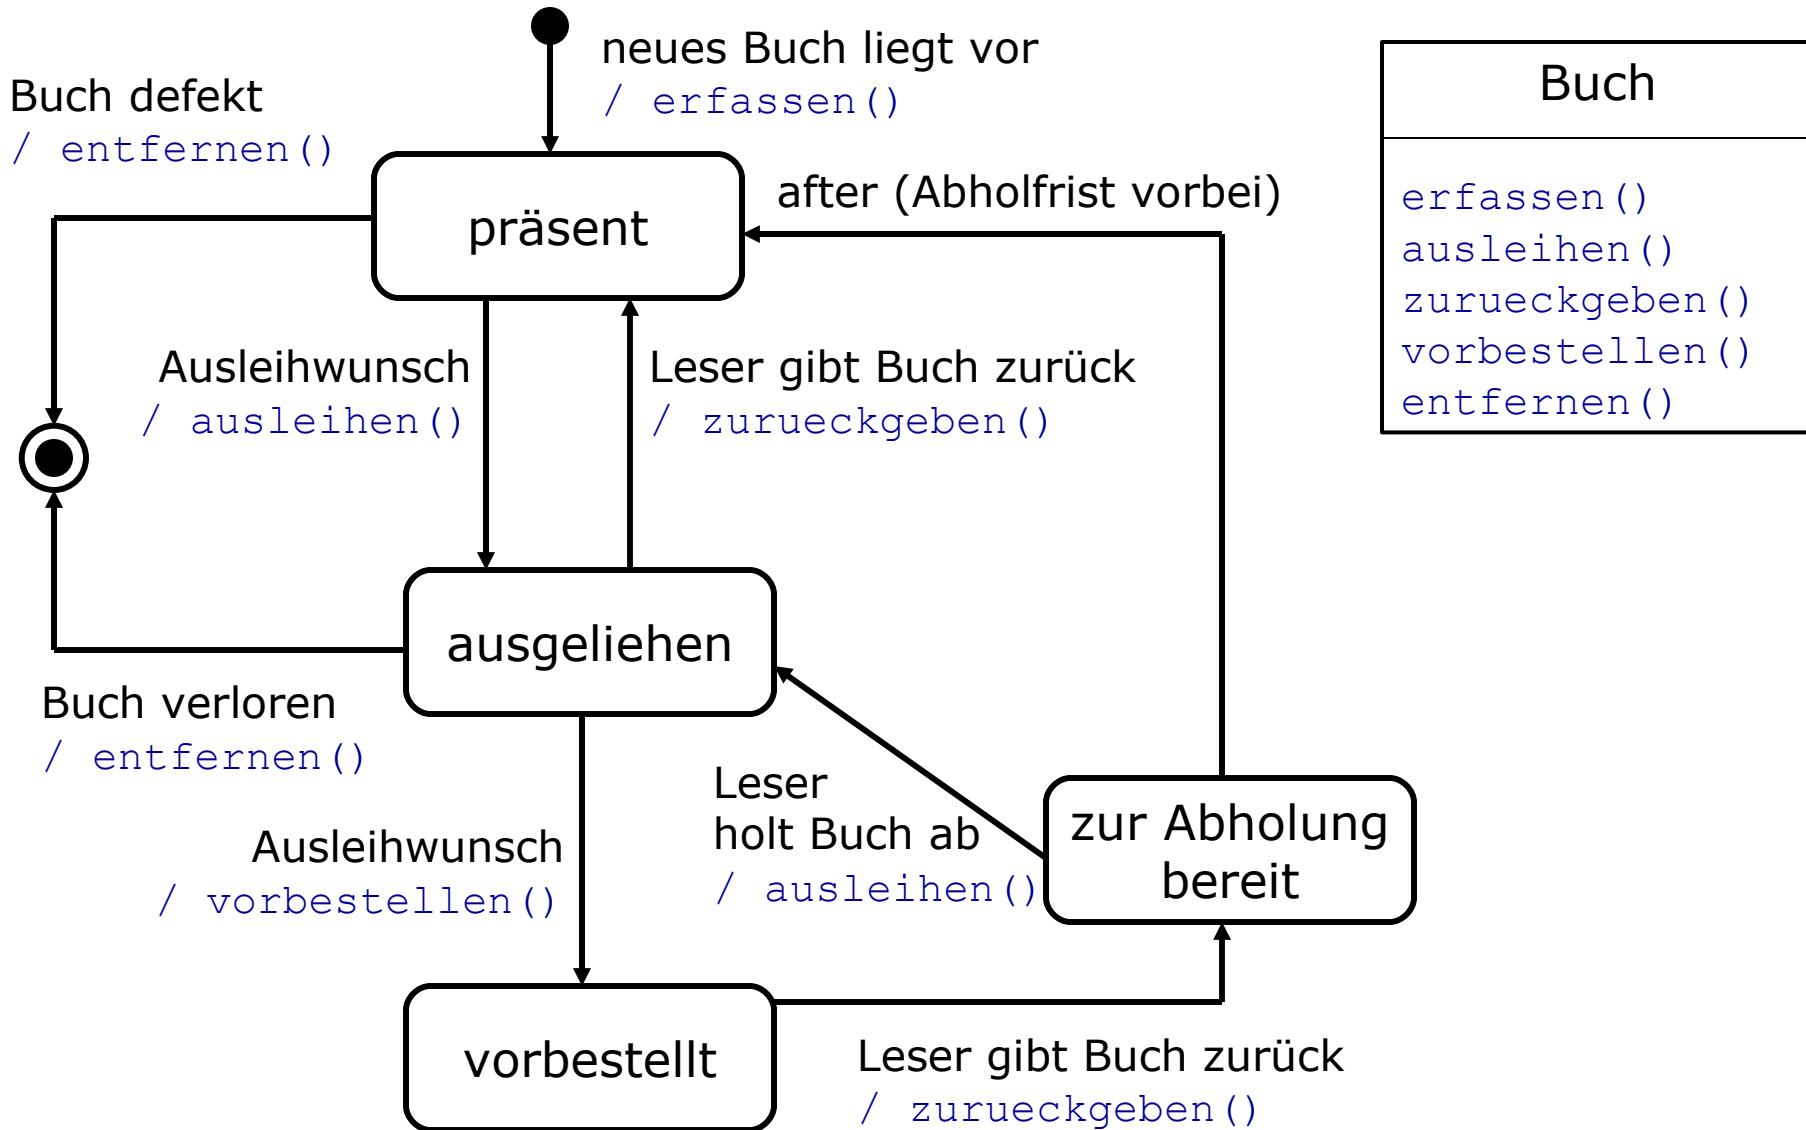 neues Buch liegt vor
/ erfassen()
Buch defekt
/ entfernen()
präsent
after (Abholfrist vorbei)
Buch
erfassen()
ausleihen()
zurueckgeben()
vorbestellen()
entfernen()
Ausleihwunsch
/ ausleihen()
Leser gibt Buch zurück
/ zurueckgeben()
ausgeliehen
Buch verloren
/ entfernen()
Leser
holt Buch ab
/ ausleihen()
zur Abholung
bereit
Ausleihwunsch
/ vorbestellen()
vorbestellt
Leser gibt Buch zurück
/ zurueckgeben()